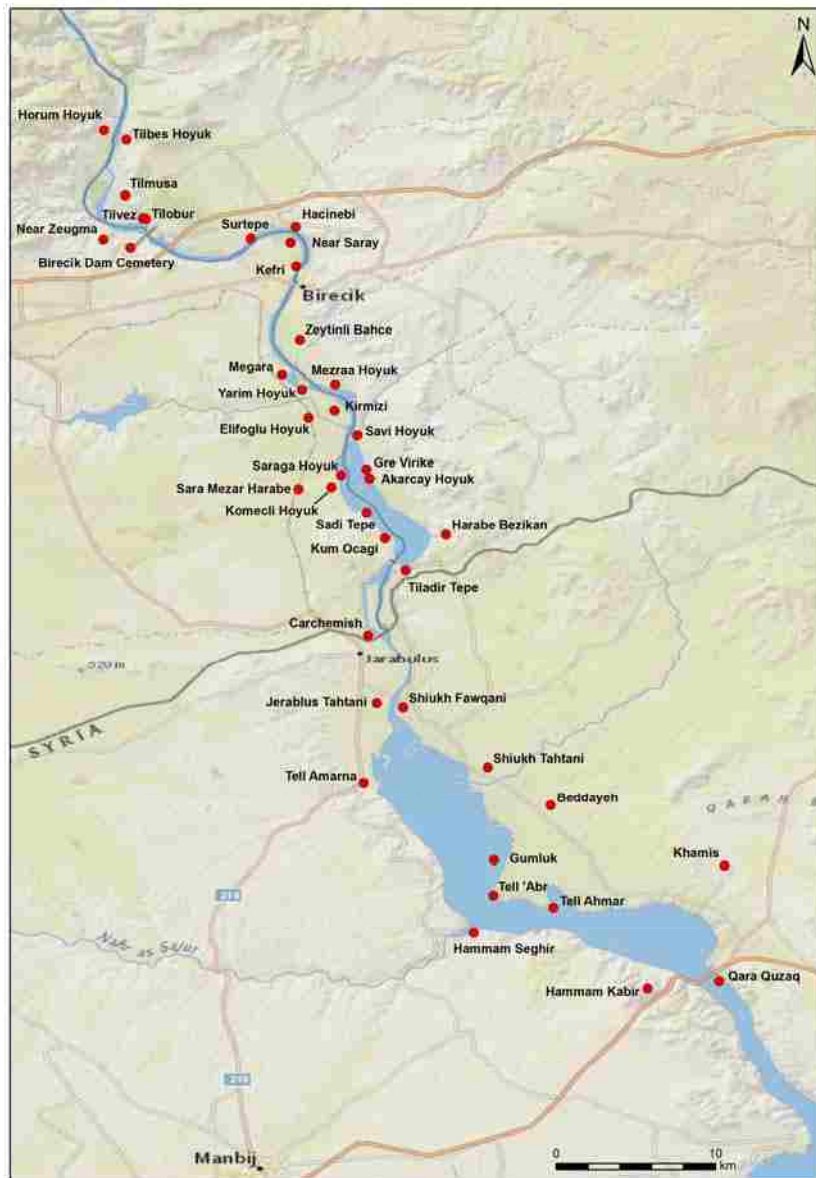 N
Horum Hoyuk
Tilbes Hoyuk
Tilmusa
Tilvez
Tilobur
Near Zeugma
Birecik Dam Cemetery
Surtepe
Hacinebi
Near Saray
Kefri
Birecik
Zeytinli Bahce
Megara
Mezraa Hoyuk
Yarim Hoyuk
Kirmizi
Elifoglu Hoyuk
Savi Hoyuk
Saraga Hoyuk
Gre Virike
Akarcay Hoyuk
Sara Mezar Harabe
Komecli Hoyuk
Sadi Tepe
Harabe Bezikan
Kum Ocagi
Tiladir Tepe
Carchemish
Jarabulus
520 m
Jerablus Tahtani
Shiukh Fawqani
SYRIA
Shiukh Tahtani
Tell Amarna
Beddayeh
Gumluk
Khamis
216
Tell 'Abr
Tell Ahmar
Hammam Seghir
Qara Quzaq
Hammam Kabir
216
Manbij
0 10
km